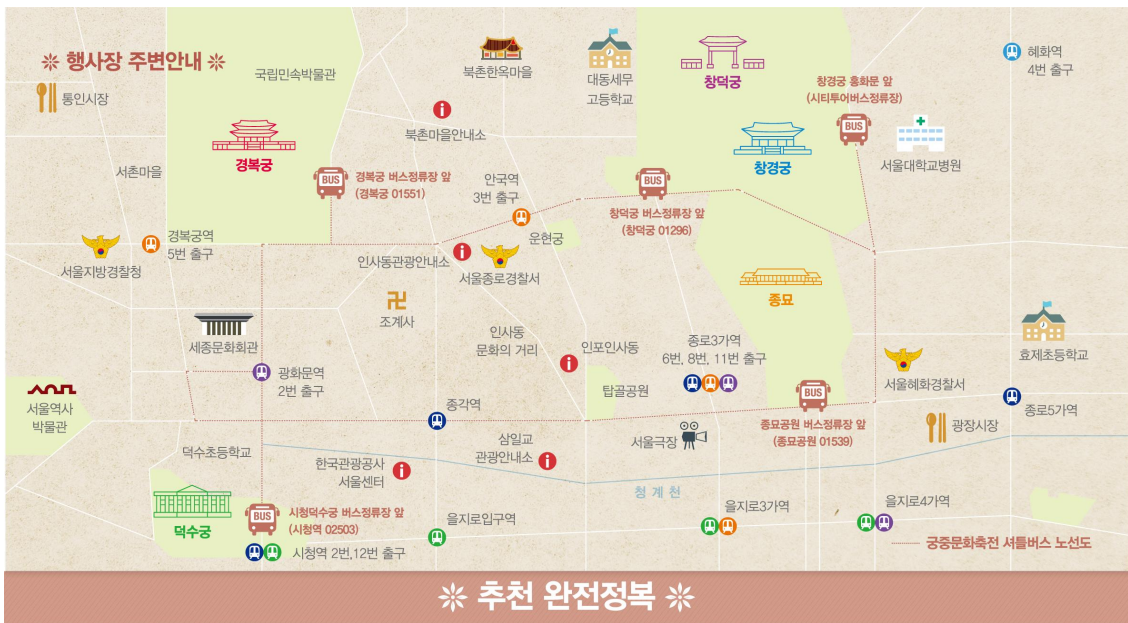 행사장 주변안내
통인시장
국립민속박물관
북촌한옥마을
대동세무
고등학교
창덕궁
혜화역
4번 출구
창경궁 홍화문 앞
(시티투어버스정류장)
BUS
북촌마을안내소
경복궁
창경궁
서울대학교병원
서촌마을
BUS
경복궁 버스정류장 앞
(경복궁 01551)
안국역
3번 출구
BUS
창덕궁 버스정류장 앞
(창덕궁 01296)
경복궁역
5번 출구
서울지방경찰청
인사동관광안내소
운현궁
서울종로경찰서
종묘
조계사
세종문화회관
인사동
문화의 거리
인포인사동
종로3가역
6번, 8번, 11번 출구
효제초등학교
광화문역
2번 출구
탑골공원
서울혜화경찰서
BUS
서울역사
박물관
종각역
종묘공원 버스정류장 앞
(종묘공원 01539)
광장시장
종로5가역
서울극장
덕수초등학교
한국관광공사
서울센터
삼일교
관광안내소
청계천
덕수궁
BUS
시청덕수궁 버스정류장 앞
(시청역 02503)
을지로입구역
을지로3가역
을지로4가역
시청역 2번,12번 출구
궁중문화축전 셔틀버스 노선도
추천 완전정복